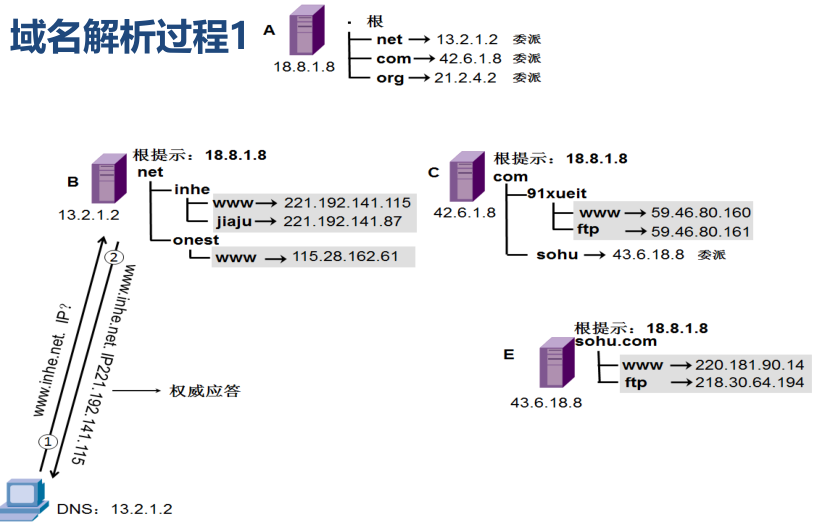 域名解析过程1
A
18.8.1.8
. 根
net 13.2.1.2 委派
com 42.6.1.8 委派
org 21.2.4.2 委派
B
13.2.1.2
根提示：18.8.1.8
net
inhe
www 221.192.141.115
jiaju 221.192.141.87
onest
www 115.28.162.61
C
42.6.1.8
根提示：18.8.1.8
com
91xueit
www 59.46.80.160
ftp 59.46.80.161
sohu 43.6.18.8 委派
E
43.6.18.8
根提示：18.8.1.8
sohu.com
www 220.181.90.14
ftp 218.30.64.194
① www.inhe.net. IP？
② www.inhe.net. IP221.192.141.115
权威应答
DNS：13.2.1.2